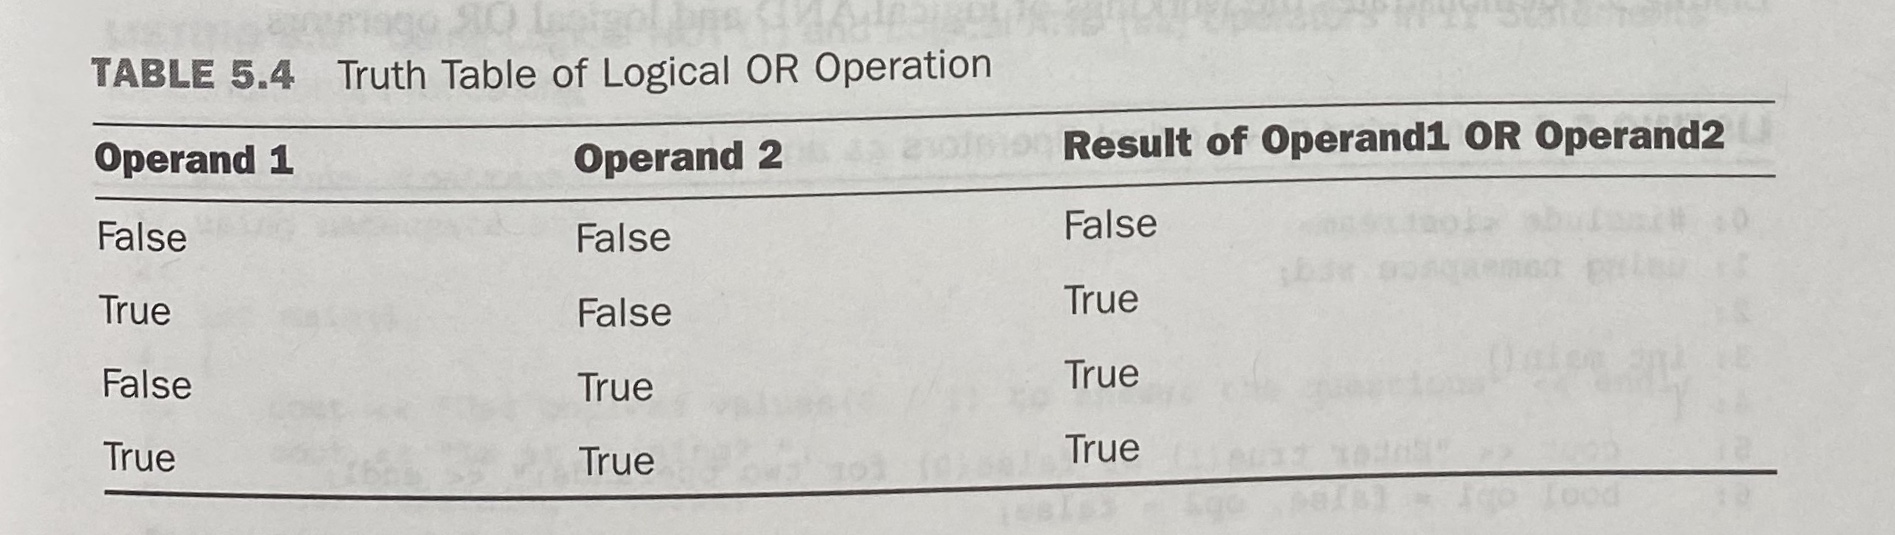 TABLE 5.4 Truth Table of Logical OR Operation
Operand 1 Operand 2 Result of Operand1 OR Operand2
False False False
True False True
False True True
True True True